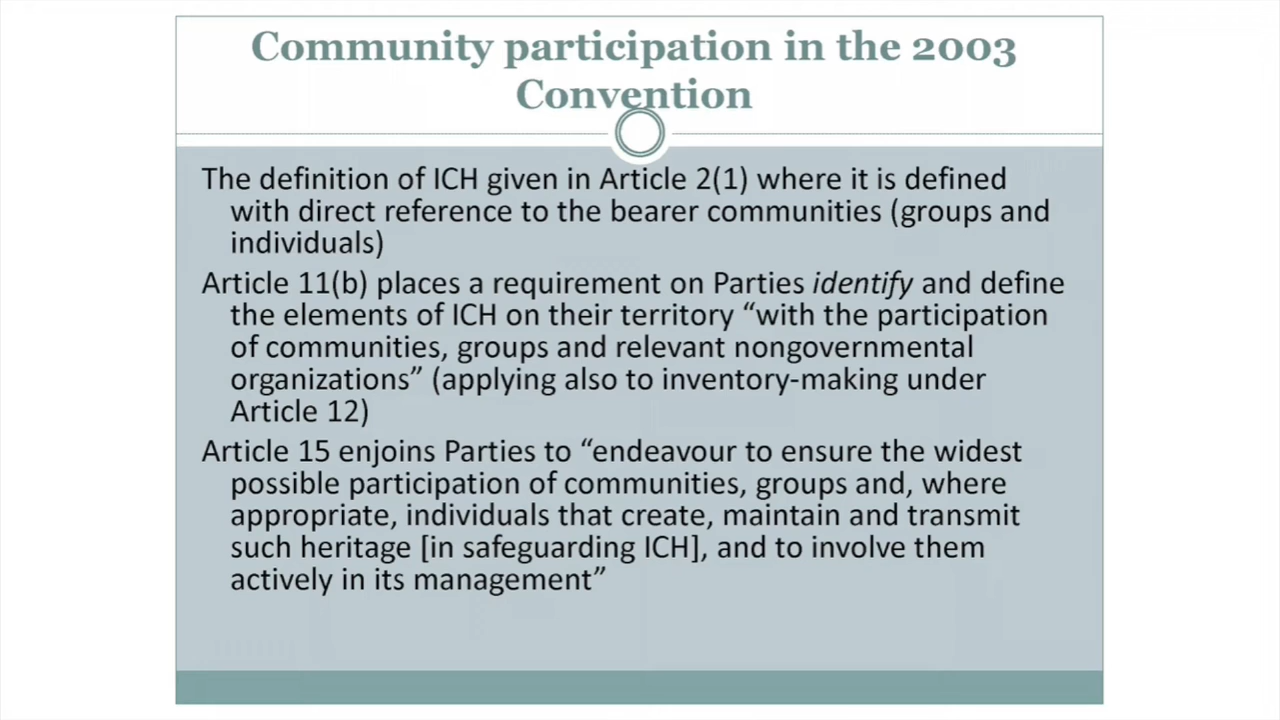 Community participation in the 2003
Convention
The definition of ICH given in Article 2(1) where it is defined
with direct reference to the bearer communities (groups and
individuals)
Article 11(b) places a requirement on Parties identify and define
the elements of ICH on their territory “with the participation
of communities, groups and relevant nongovernmental
organizations” (applying also to inventory-making under
Article 12)
Article 15 enjoins Parties to “endeavour to ensure the widest
possible participation of communities, groups and, where
appropriate, individuals that create, maintain and transmit
such heritage [in safeguarding ICH], and to involve them
actively in its management”